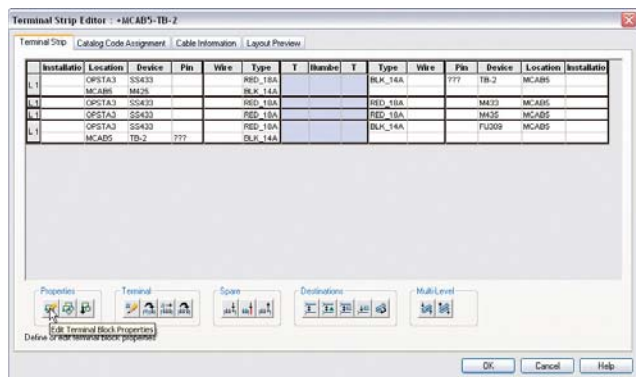 Terminal Strip Editor : +MCAB5-TB-2
Terminal Strip Catalog Code Assignment Cable Information Layout Preview
Installatio Location Device Pin Wire Type T Numbe T Type Wire Pin Device Location Installatio
L 1 OPSTA3 SS433 RED_18A BLK_14A ??? TB-2 MCAB5
MCAB5 M425 BLK_14A
L 1 OPSTA3 SS433 RED_18A RED_18A M433 MCAB5
L 1 OPSTA3 SS433 RED_18A RED_18A M435 MCAB5
L 1 OPSTA3 SS433 RED_18A BLK_14A FU309 MCAB5
MCAB5 TB-2 ??? BLK_14A
Properties Terminal Spare Destinations Multi-Level
Edit Terminal Block Properties
Define or edit terminal block properties
OK Cancel Help